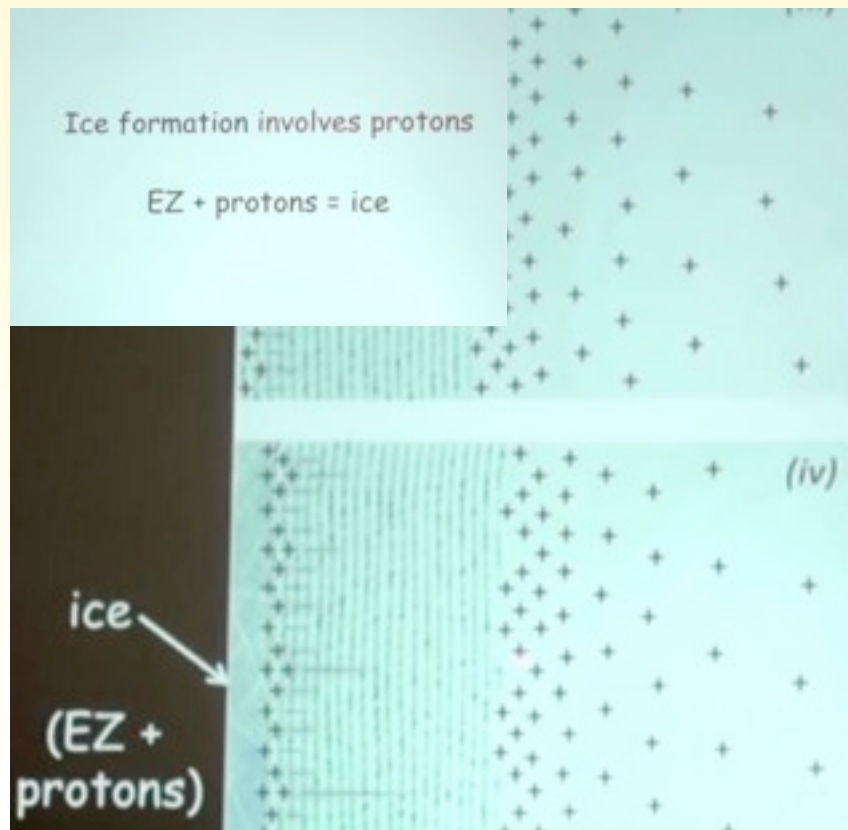 Ice formation involves protons
EZ + protons = ice
(iv)
ice
(EZ +
protons)